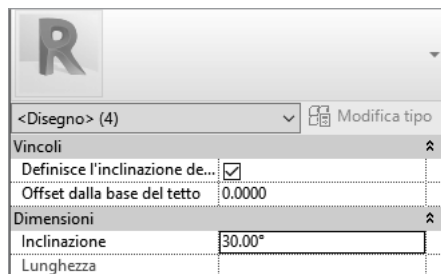 <Disegno> (4)
Modifica tipo
Vincoli
Definisce l'inclinazione de...
Offset dalla base del tetto 0.0000
Dimensioni
Inclinazione 30.00°
Lunghezza